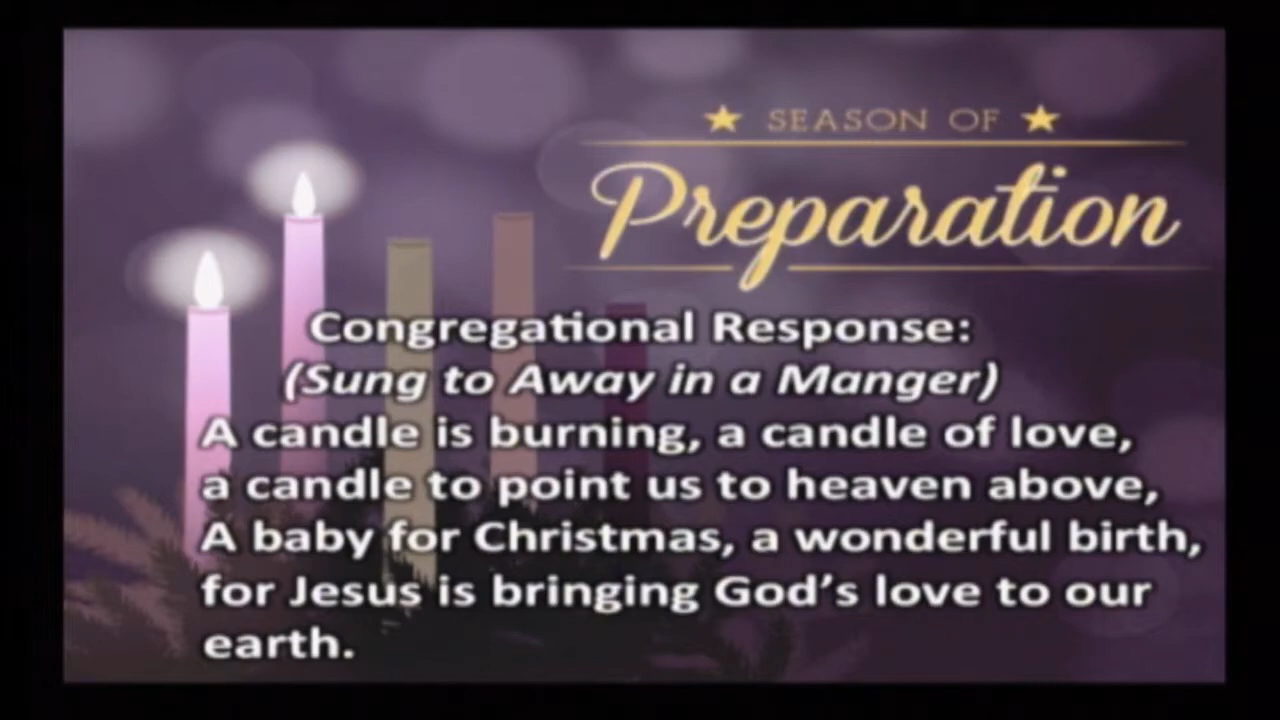 SEASON OF
Preparation
Congregational Response:
(Sung to Away in a Manger)
A candle is burning, a candle of love,
a candle to point us to heaven above,
A baby for Christmas, a wonderful birth,
for Jesus is bringing God’s love to our
earth.